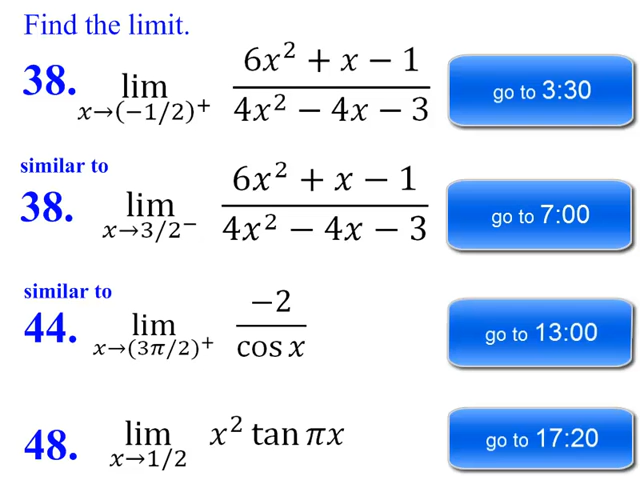 Find the limit.
38. lim x→(−1/2)⁺ (6x² + x − 1)/(4x² − 4x − 3) go to 3:30
similar to
38. lim x→3/2⁻ (6x² + x − 1)/(4x² − 4x − 3) go to 7:00
similar to
44. lim x→(3π/2)⁺ −2/cos x go to 13:00
48. lim x→1/2 x² tan πx go to 17:20